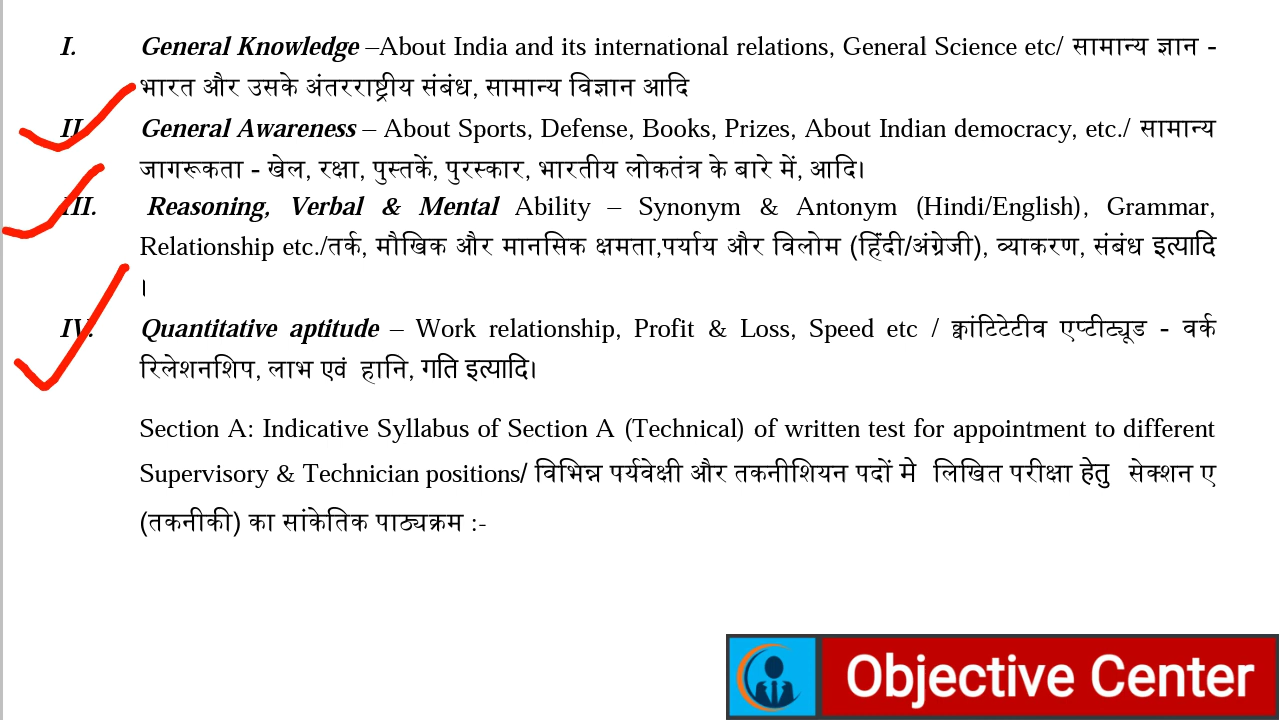 I. General Knowledge –About India and its international relations, General Science etc/ सामान्य ज्ञान -
भारत और उसके अंतरराष्ट्रीय संबंध, सामान्य विज्ञान आदि
II. General Awareness – About Sports, Defense, Books, Prizes, About Indian democracy, etc./ सामान्य
जागरूकता - खेल, रक्षा, पुस्तकें, पुरस्कार, भारतीय लोकतंत्र के बारे में, आदि।
III. Reasoning, Verbal & Mental Ability – Synonym & Antonym (Hindi/English), Grammar,
Relationship etc./तर्क, मौखिक और मानसिक क्षमता,पर्याय और विलोम (हिंदी/अंग्रेजी), व्याकरण, संबंध इत्यादि
।
IV. Quantitative aptitude – Work relationship, Profit & Loss, Speed etc / क्वांटिटेटीव एप्टीट्यूड - वर्क
रिलेशनशिप, लाभ एवं हानि, गति इत्यादि।
Section A: Indicative Syllabus of Section A (Technical) of written test for appointment to different
Supervisory & Technician positions/ विभिन्न पर्यवेक्षी और तकनीशियन पदों मे लिखित परीक्षा हेतु सेक्शन ए
(तकनीकी) का सांकेतिक पाठ्यक्रम :-
Objective Center